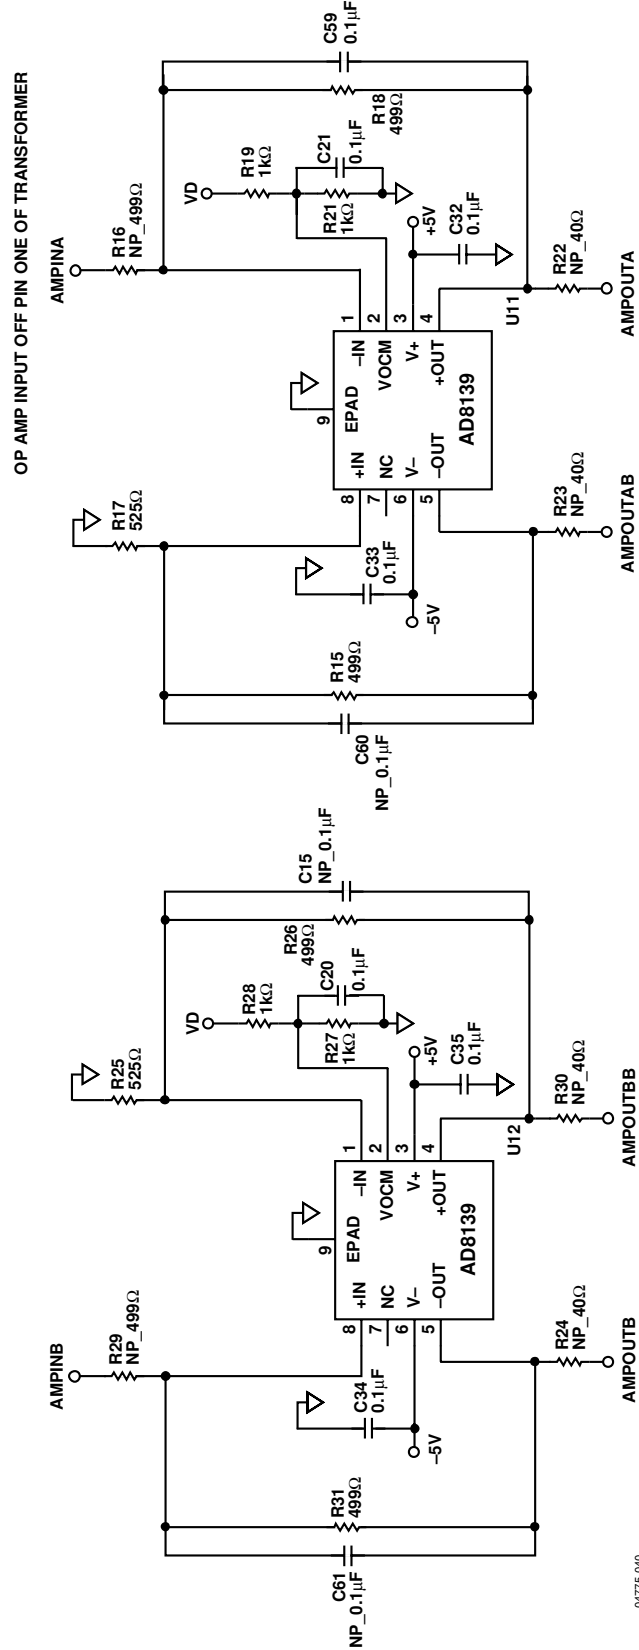 OP AMP INPUT OFF PIN ONE OF TRANSFORMER
AMPINA
R16
NP_499Ω
R17
525Ω
VD
R19
1kΩ
C21
0.1µF
R21
1kΩ
R18
499Ω
C59
0.1µF
+5V
C32
0.1µF
C33
0.1µF
–5V
R15
499Ω
C60
NP_0.1µF
1
2
3
4
–IN
VOCM
V+
+OUT
9
EPAD
AD8139
+IN
NC
V–
–OUT
8
7
6
5
U11
R22
NP_40Ω
AMPOUTA
R23
NP_40Ω
AMPOUTAB
AMPINB
R29
NP_499Ω
R25
525Ω
VD
R28
1kΩ
C20
0.1µF
R27
1kΩ
R26
499Ω
C15
NP_0.1µF
+5V
C35
0.1µF
C34
0.1µF
–5V
R31
499Ω
C61
NP_0.1µF
1
2
3
4
–IN
VOCM
V+
+OUT
9
EPAD
AD8139
+IN
NC
V–
–OUT
8
7
6
5
U12
R30
NP_40Ω
AMPOUTBB
R24
NP_40Ω
AMPOUTB